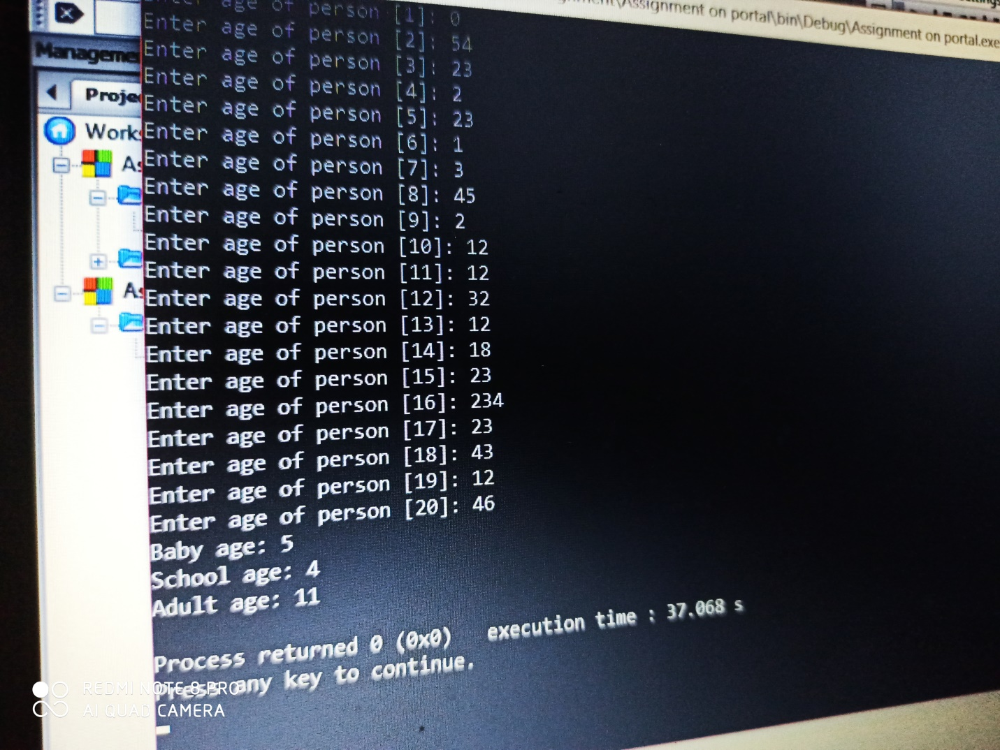 \Assignment on portal\bin\Debug\Assignment on portal.exe
Manageme
Proje
Works
As
As
Enter age of person [1]: 0
Enter age of person [2]: 54
Enter age of person [3]: 23
Enter age of person [4]: 2
Enter age of person [5]: 23
Enter age of person [6]: 1
Enter age of person [7]: 3
Enter age of person [8]: 45
Enter age of person [9]: 2
Enter age of person [10]: 12
Enter age of person [11]: 12
Enter age of person [12]: 32
Enter age of person [13]: 12
Enter age of person [14]: 18
Enter age of person [15]: 23
Enter age of person [16]: 234
Enter age of person [17]: 23
Enter age of person [18]: 43
Enter age of person [19]: 12
Enter age of person [20]: 46
Baby age: 5
School age: 4
Adult age: 11
Process returned 0 (0x0)   execution time : 37.068 s
Press any key to continue.
REDMI NOTE 8 PRO
AI QUAD CAMERA